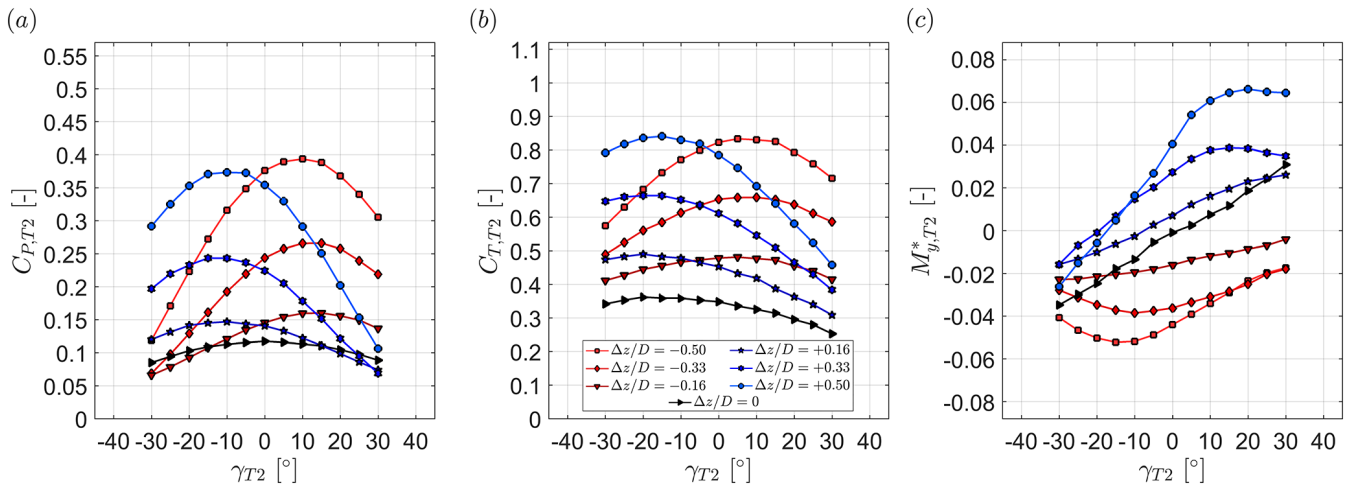 (a)
0.55
0.5
0.45
0.4
0.35
0.3
0.25
0.2
0.15
0.1
0.05
0
C_{P,T2} [-]
-40 -30 -20 -10 0 10 20 30 40
γ_{T2} [°]
(b)
1.1
1
0.9
0.8
0.7
0.6
0.5
0.4
0.3
0.2
0.1
0
C_{T,T2} [-]
Δz/D = −0.50
Δz/D = −0.33
Δz/D = −0.16
Δz/D = +0.16
Δz/D = +0.33
Δz/D = +0.50
Δz/D = 0
-40 -30 -20 -10 0 10 20 30 40
γ_{T2} [°]
(c)
0.08
0.06
0.04
0.02
0
-0.02
-0.04
-0.06
-0.08
M*_{y,T2} [-]
-40 -30 -20 -10 0 10 20 30 40
γ_{T2} [°]